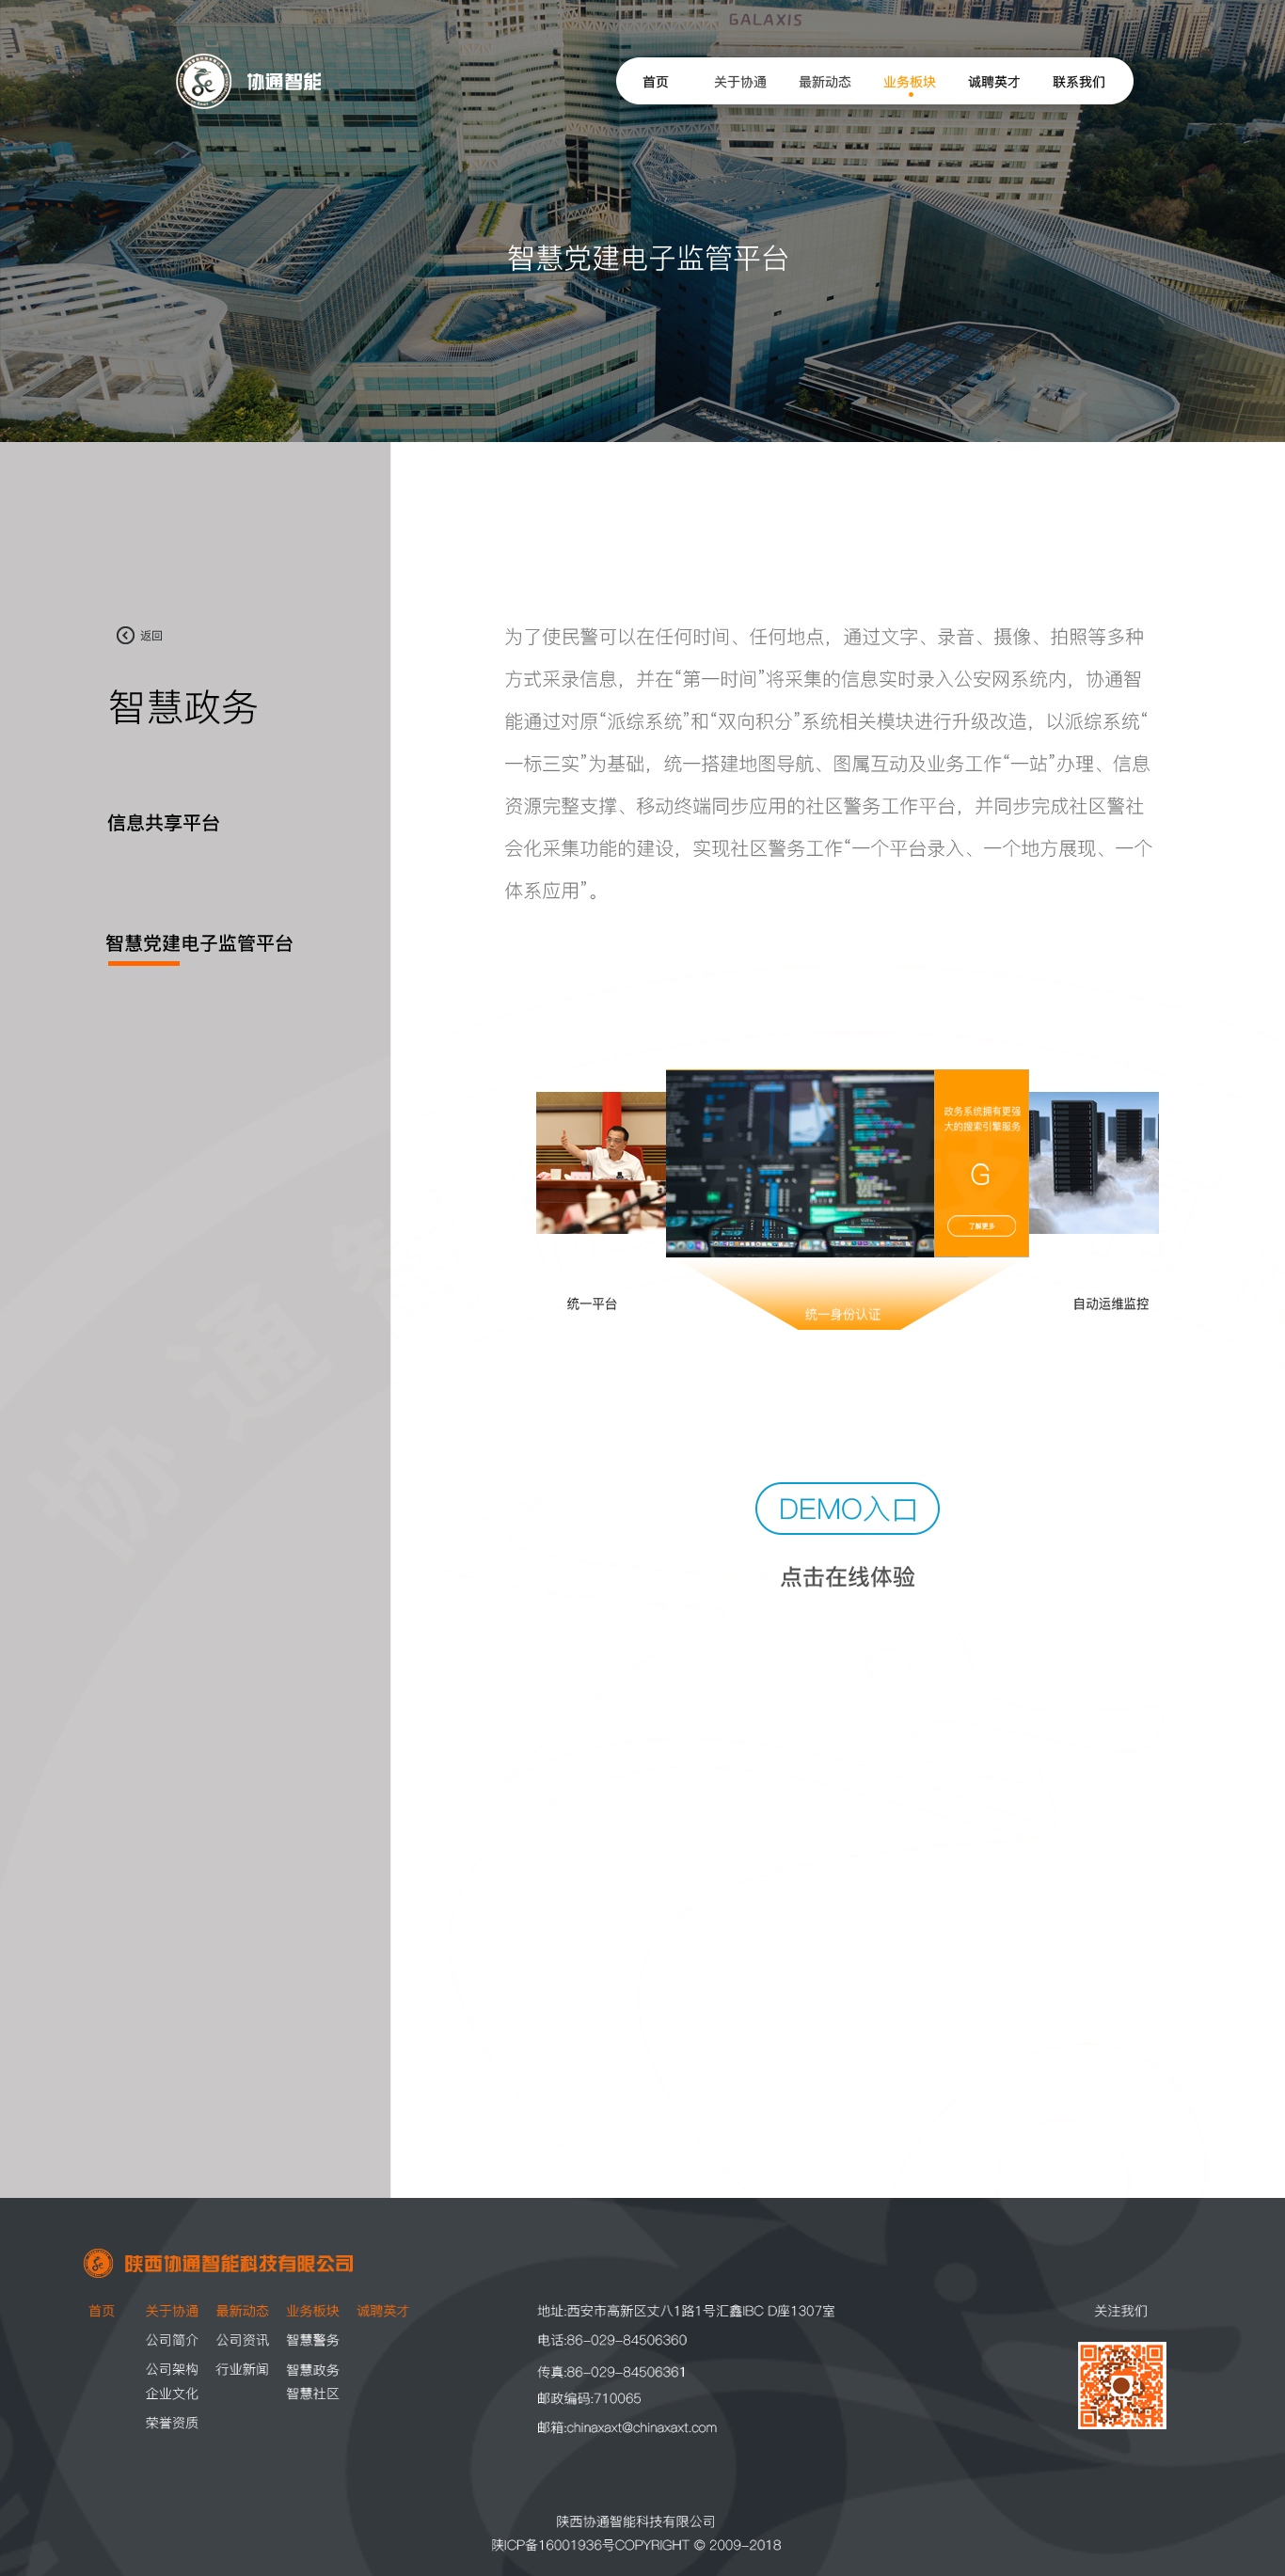 GALAXIS
协通智能
首页 关于协通 最新动态 业务板块 诚聘英才 联系我们
智慧党建电子监管平台
返回
智慧政务
信息共享平台
智慧党建电子监管平台
为了使民警可以在任何时间、任何地点，通过文字、录音、摄像、拍照等多种
方式采录信息，并在“第一时间”将采集的信息实时录入公安网系统内，协通智
能通过对原“派综系统”和“双向积分”系统相关模块进行升级改造，以派综系统“
一标三实”为基础，统一搭建地图导航、图属互动及业务工作“一站”办理、信息
资源完整支撑、移动终端同步应用的社区警务工作平台，并同步完成社区警社
会化采集功能的建设，实现社区警务工作“一个平台录入、一个地方展现、一个
体系应用”。
政务系统拥有更强
大的搜索引擎服务
G
了解更多
统一平台
统一身份认证
自动运维监控
协通
DEMO入口
点击在线体验
陕西协通智能科技有限公司
首页 关于协通 最新动态 业务板块 诚聘英才
公司简介 公司资讯 智慧警务
公司架构 行业新闻 智慧政务
企业文化 智慧社区
荣誉资质
地址:西安市高新区丈八1路1号汇鑫IBC D座1307室
电话:86-029-84506360
传真:86-029-84506361
邮政编码:710065
邮箱:chinaxaxt@chinaxaxt.com
关注我们
陕西协通智能科技有限公司
陕ICP备16001936号COPYRIGHT © 2009-2018